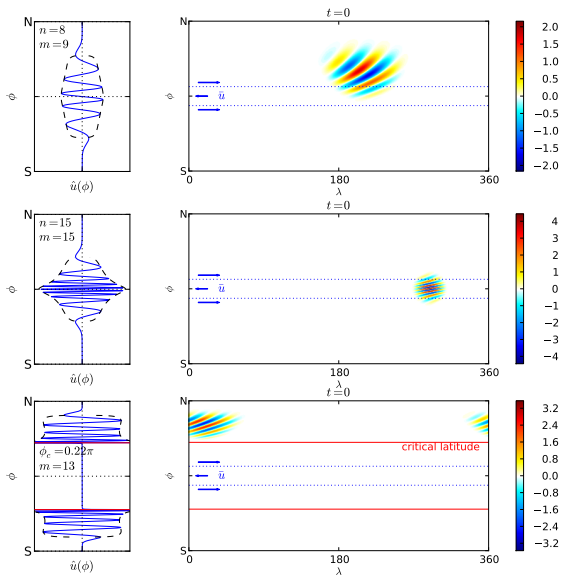 t=0
N
n=8
m=9
ϕ
S
û(ϕ)
ϕ
ū
0 180 360
λ
2.0
1.5
1.0
0.5
0.0
−0.5
−1.0
−1.5
−2.0
t=0
N
n=15
m=15
ϕ
S
û(ϕ)
N
ϕ
ū
S
0 180 360
λ
4
3
2
1
0
−1
−2
−3
−4
t=0
N
ϕc=0.22π
m=13
ϕ
S
û(ϕ)
N
critical latitude
ϕ
ū
S
0 180 360
λ
3.2
2.4
1.6
0.8
0.0
−0.8
−1.6
−2.4
−3.2